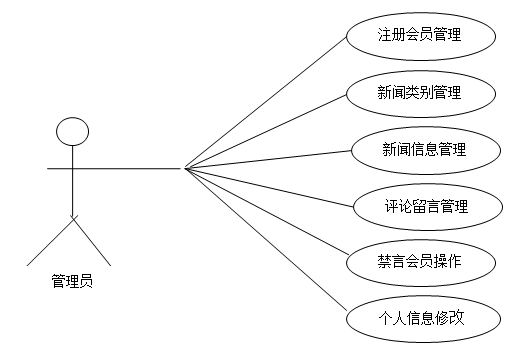 注册会员管理
新闻类别管理
新闻信息管理
评论留言管理
禁言会员操作
个人信息修改
管理员